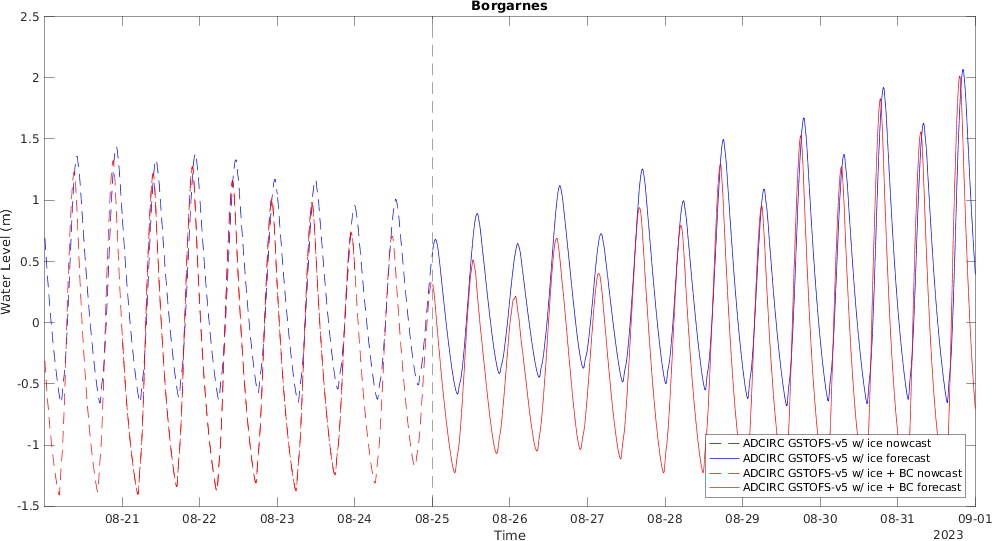 Borgarnes
2.5
2
1.5
1
0.5
0
-0.5
-1
-1.5
Water Level (m)
ADCIRC GSTOFS-v5 w/ ice nowcast
ADCIRC GSTOFS-v5 w/ ice forecast
ADCIRC GSTOFS-v5 w/ ice + BC nowcast
ADCIRC GSTOFS-v5 w/ ice + BC forecast
08-21 08-22 08-23 08-24 08-25 08-26 08-27 08-28 08-29 08-30 08-31 09-01
Time
2023